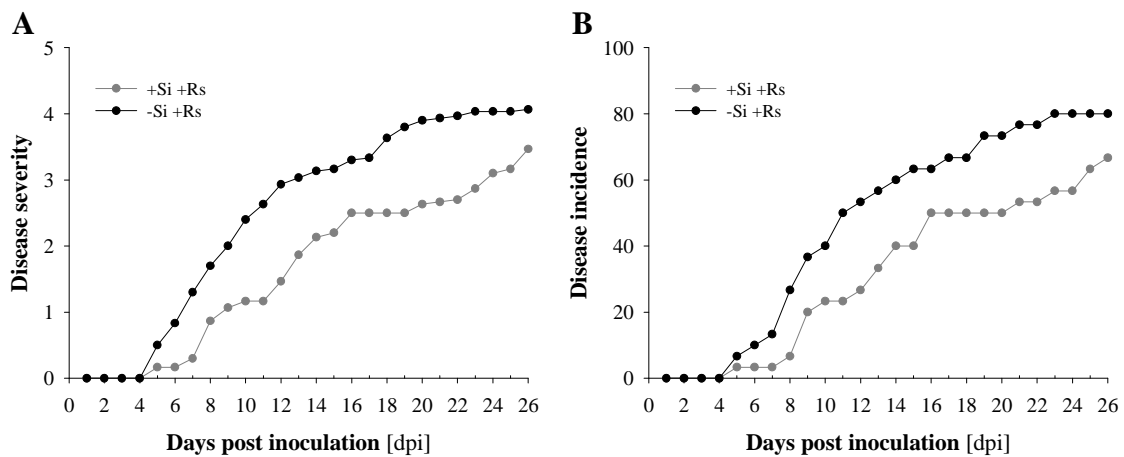 A
5
4
3
2
1
0
Disease severity
+Si +Rs
-Si +Rs
0 2 4 6 8 10 12 14 16 18 20 22 24 26
Days post inoculation [dpi]
B
100
80
60
40
20
0
Disease incidence
+Si +Rs
-Si +Rs
0 2 4 6 8 10 12 14 16 18 20 22 24 26
Days post inoculation [dpi]